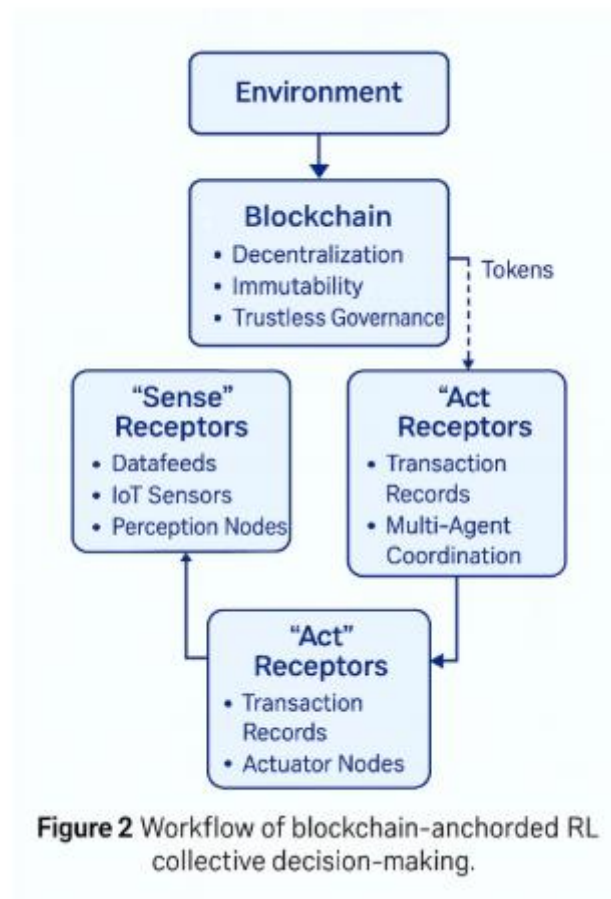 Environment
Blockchain
• Decentralization
• Immutability
• Trustless Governance
Tokens
“Sense”
Receptors
• Datafeeds
• IoT Sensors
• Perception Nodes
“Act
Receptors
• Transaction
Records
• Multi-Agent
Coordination
“Act”
Receptors
• Transaction
Records
• Actuator Nodes
Figure 2 Workflow of blockchain-anchorded RL
collective decision-making.